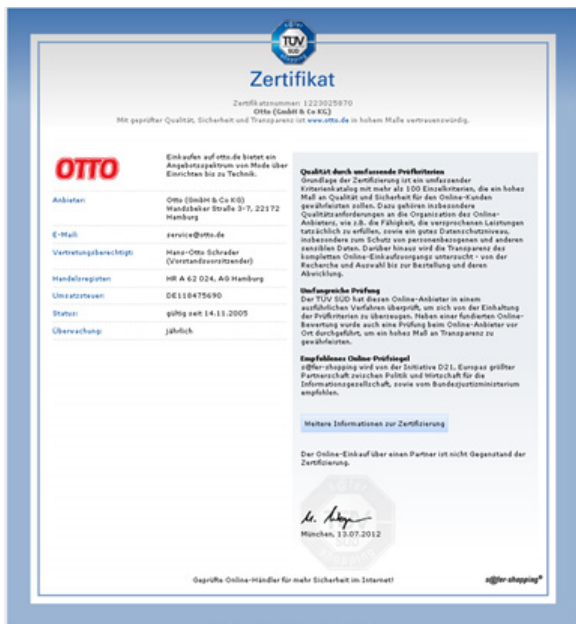 TÜV
SÜD
s@fer
shopping
Zertifikat
Zertifikatsnummer: 1223025870
Otto (GmbH & Co KG)
Mit geprüfter Qualität, Sicherheit und Transparenz ist www.otto.de in hohem Maße vertrauenswürdig.
OTTO
Einkaufen auf otto.de bietet ein
Angebotsspektrum von Mode über
Einrichten bis zu Technik.
Anbieter:
Otto (GmbH & Co KG)
Wandsbeker Straße 3-7, 22172
Hamburg
E-Mail:
service@otto.de
Vertretungsberechtigt:
Hans-Otto Schrader
(Vorstandsvorsitzender)
Handelsregister:
HR A 62 024, AG Hamburg
Umsatzsteuer:
DE118475690
Status:
gültig seit 14.11.2005
Überwachung:
jährlich
Qualität durch umfassende Prüfkriterien
Grundlage der Zertifizierung ist ein umfassender
Kriterienkatalog mit mehr als 100 Einzelkriterien, die ein hohes
Maß an Qualität und Sicherheit für den Online-Kunden
gewährleisten sollen. Dazu gehören insbesondere
Qualitätsanforderungen an die Organisation des Online-
Anbieters, wie z.B. die Fähigkeit, die versprochenen Leistungen
tatsächlich zu erfüllen, sowie ein gutes Datenschutzniveau,
insbesondere zum Schutz von personenbezogenen und anderen
sensiblen Daten. Darüber hinaus wird die Transparenz des
kompletten Online-Einkaufsvorgangs untersucht - von der
Recherche und Auswahl bis zur Bestellung und deren
Abwicklung.
Umfangreiche Prüfung
Der TÜV SÜD hat diesen Online-Anbieter in einem
ausführlichen Verfahren überprüft, um sich von der Einhaltung
der Prüfkriterien zu überzeugen. Neben einer fundierten Online-
Bewertung wurde auch eine Prüfung beim Online-Anbieter vor
Ort durchgeführt, um ein hohes Maß an Transparenz zu
gewährleisten.
Empfohlenes Online-Prüfsiegel
s@fer-shopping wird von der Initiative D21, Europas größter
Partnerschaft zwischen Politik und Wirtschaft für die
Informationsgesellschaft, sowie vom Bundesjustizministerium
empfohlen.
Weitere Informationen zur Zertifizierung
Der Online-Einkauf über einen Partner ist nicht Gegenstand der
Zertifizierung.
TÜV
SÜD
München, 13.07.2012
Geprüfte Online-Händler für mehr Sicherheit im Internet!
s@fer-shopping®